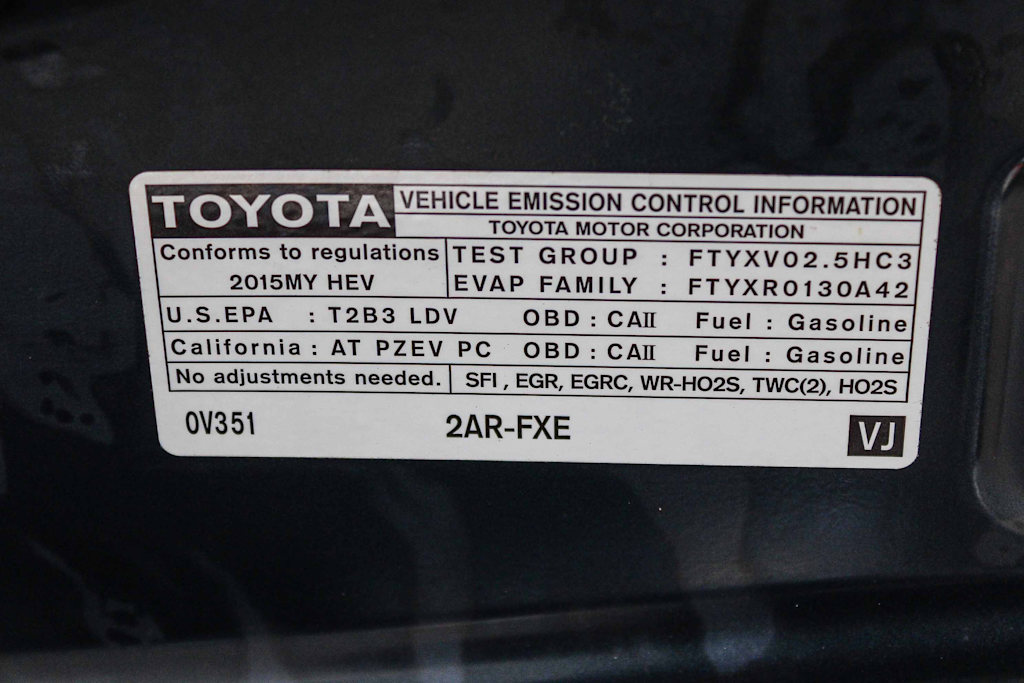 TOYOTA VEHICLE EMISSION CONTROL INFORMATION
TOYOTA MOTOR CORPORATION
Conforms to regulations
2015MY HEV
TEST GROUP : FTYXV02.5HC3
EVAP FAMILY : FTYXR0130A42
U.S.EPA : T2B3 LDV OBD : CAII Fuel : Gasoline
California : AT PZEV PC OBD : CAII Fuel : Gasoline
No adjustments needed. SFI , EGR, EGRC, WR-HO2S, TWC(2), HO2S
0V351 2AR-FXE VJ